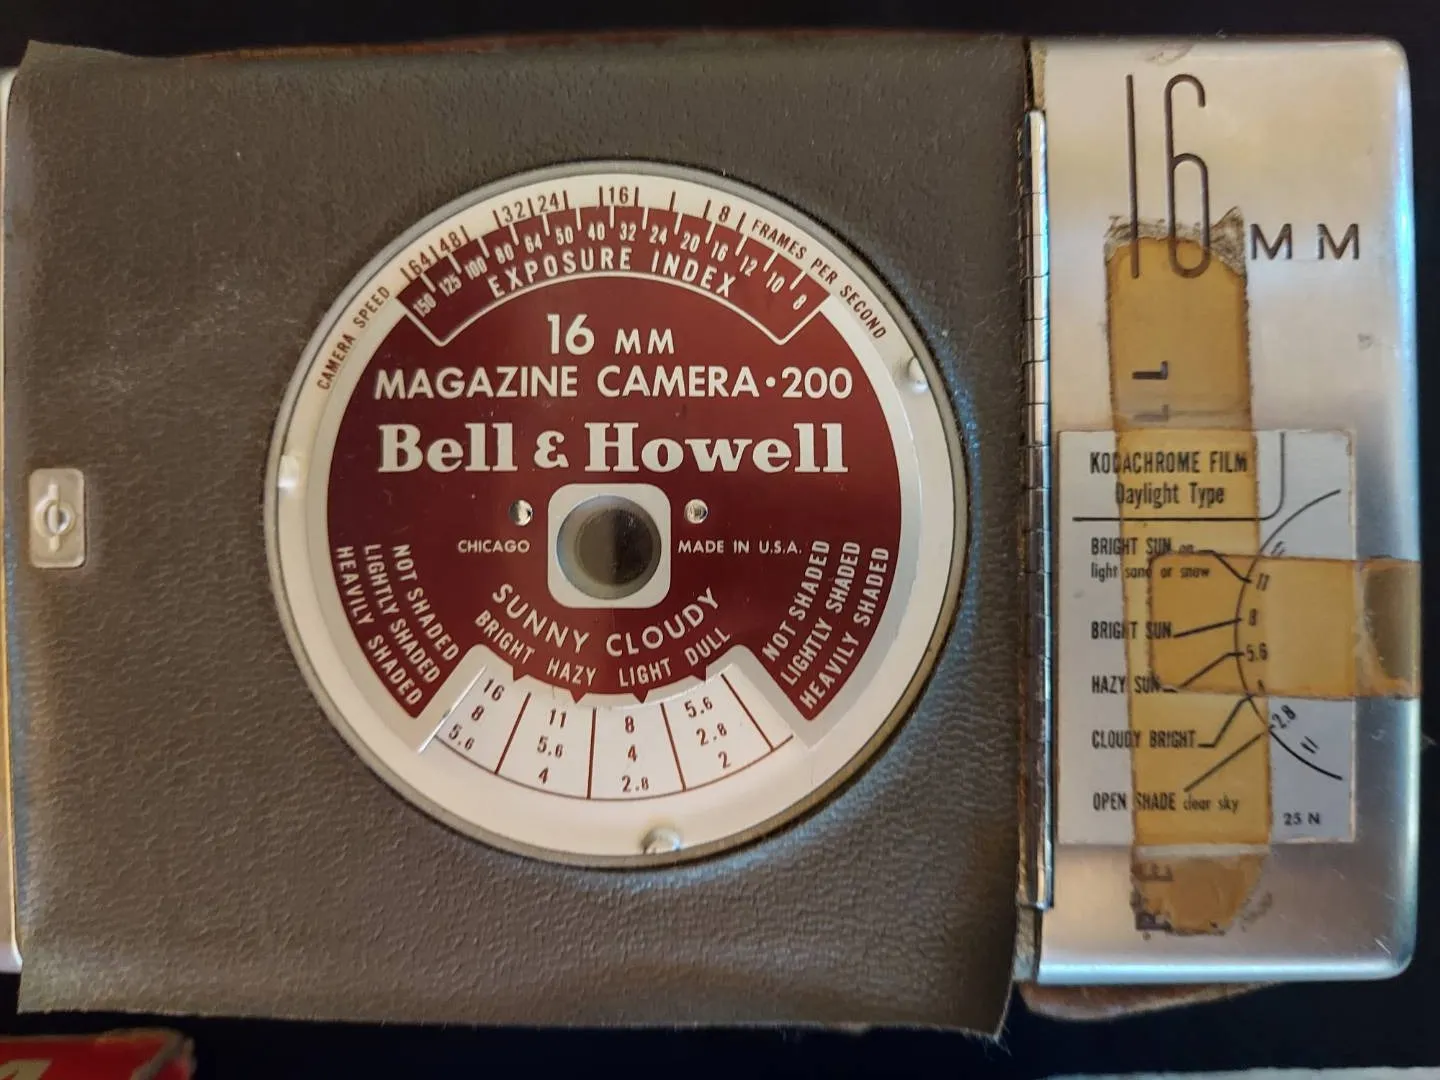 CAMERA SPEED
64 48 32 24 16 8
FRAMES PER SECOND
150 125 100 80 64 50 40 32 24 20 16 12 10 8
EXPOSURE INDEX
16 MM
MAGAZINE CAMERA • 200
Bell & Howell
CHICAGO
MADE IN U.S.A.
NOT SHADED
LIGHTLY SHADED
HEAVILY SHADED
SUNNY CLOUDY
BRIGHT HAZY LIGHT DULL
NOT SHADED
LIGHTLY SHADED
HEAVILY SHADED
16 11 8 5.6
8 5.6 4 2.8
5.6 4 2.8 2
16 MM
KODACHROME FILM
Daylight Type
BRIGHT SUN on
light sand or snow
11
BRIGHT SUN
8
5.6
HAZY SUN
CLOUDY BRIGHT
2.8
OPEN SHADE clear sky
25 N